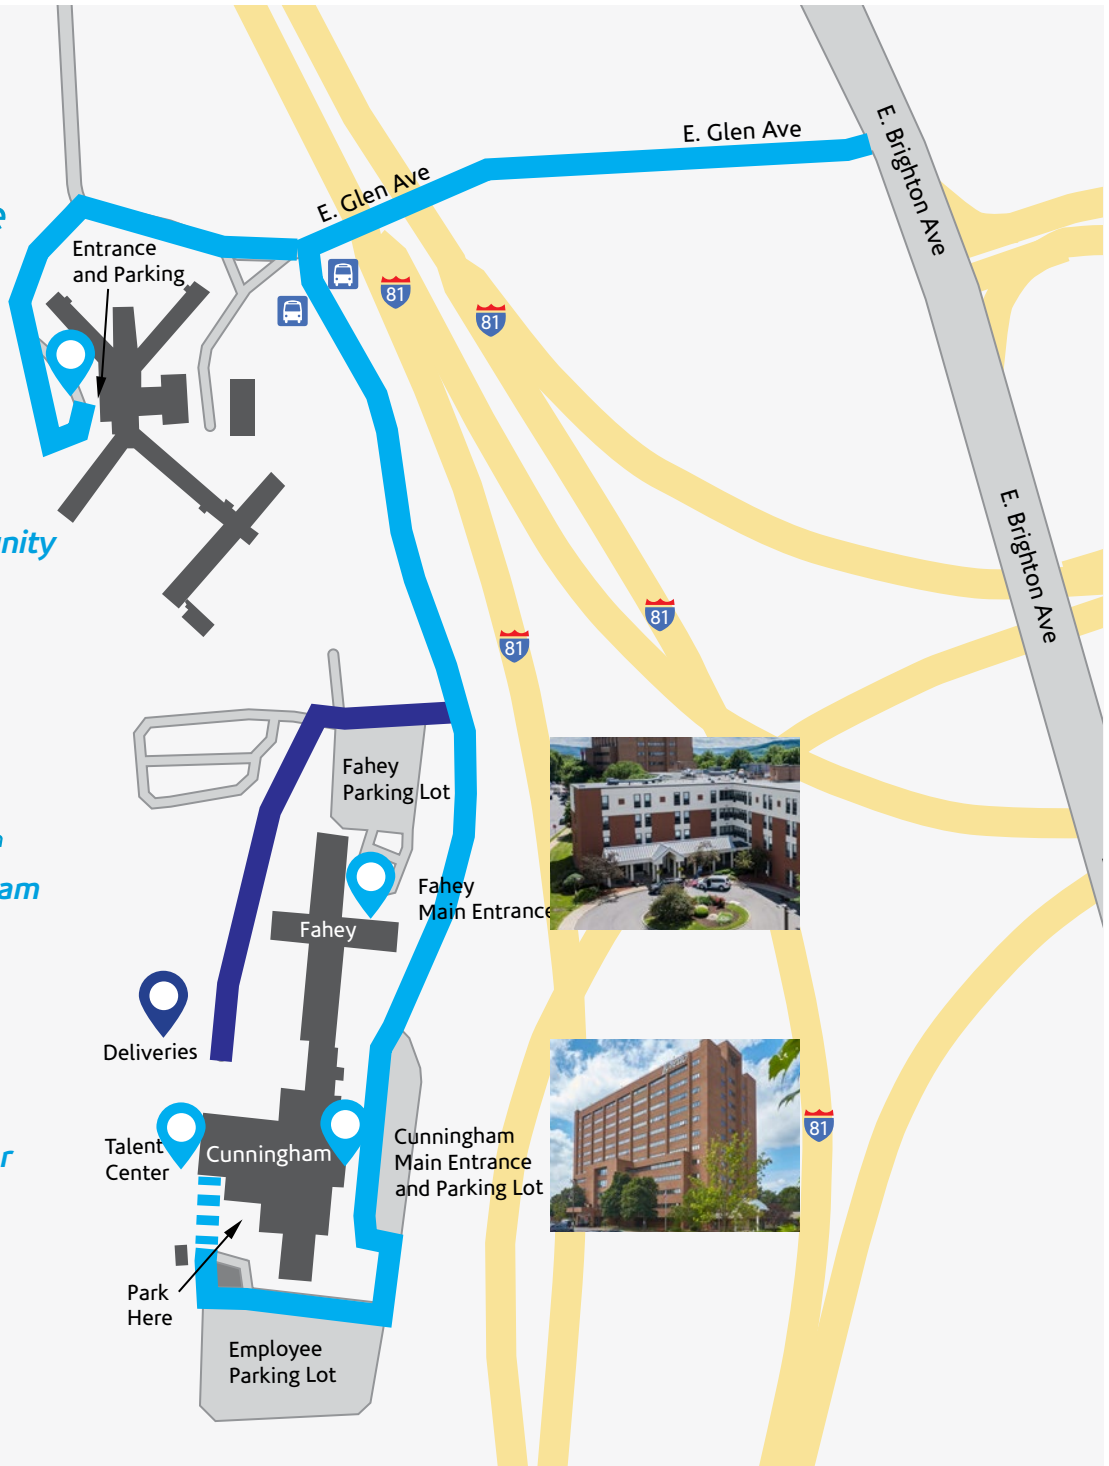 E. Glen Ave
E. Brighton Ave
E. Glen Ave
e
Entrance
and Parking
81
81
E. Brighton Ave
nity
81
81
Fahey
Parking Lot
am
Fahey
Main Entrance
Fahey
Deliveries
81
Talent
Center
Cunningham
Cunningham
Main Entrance
and Parking Lot
r
Park
Here
Employee
Parking Lot